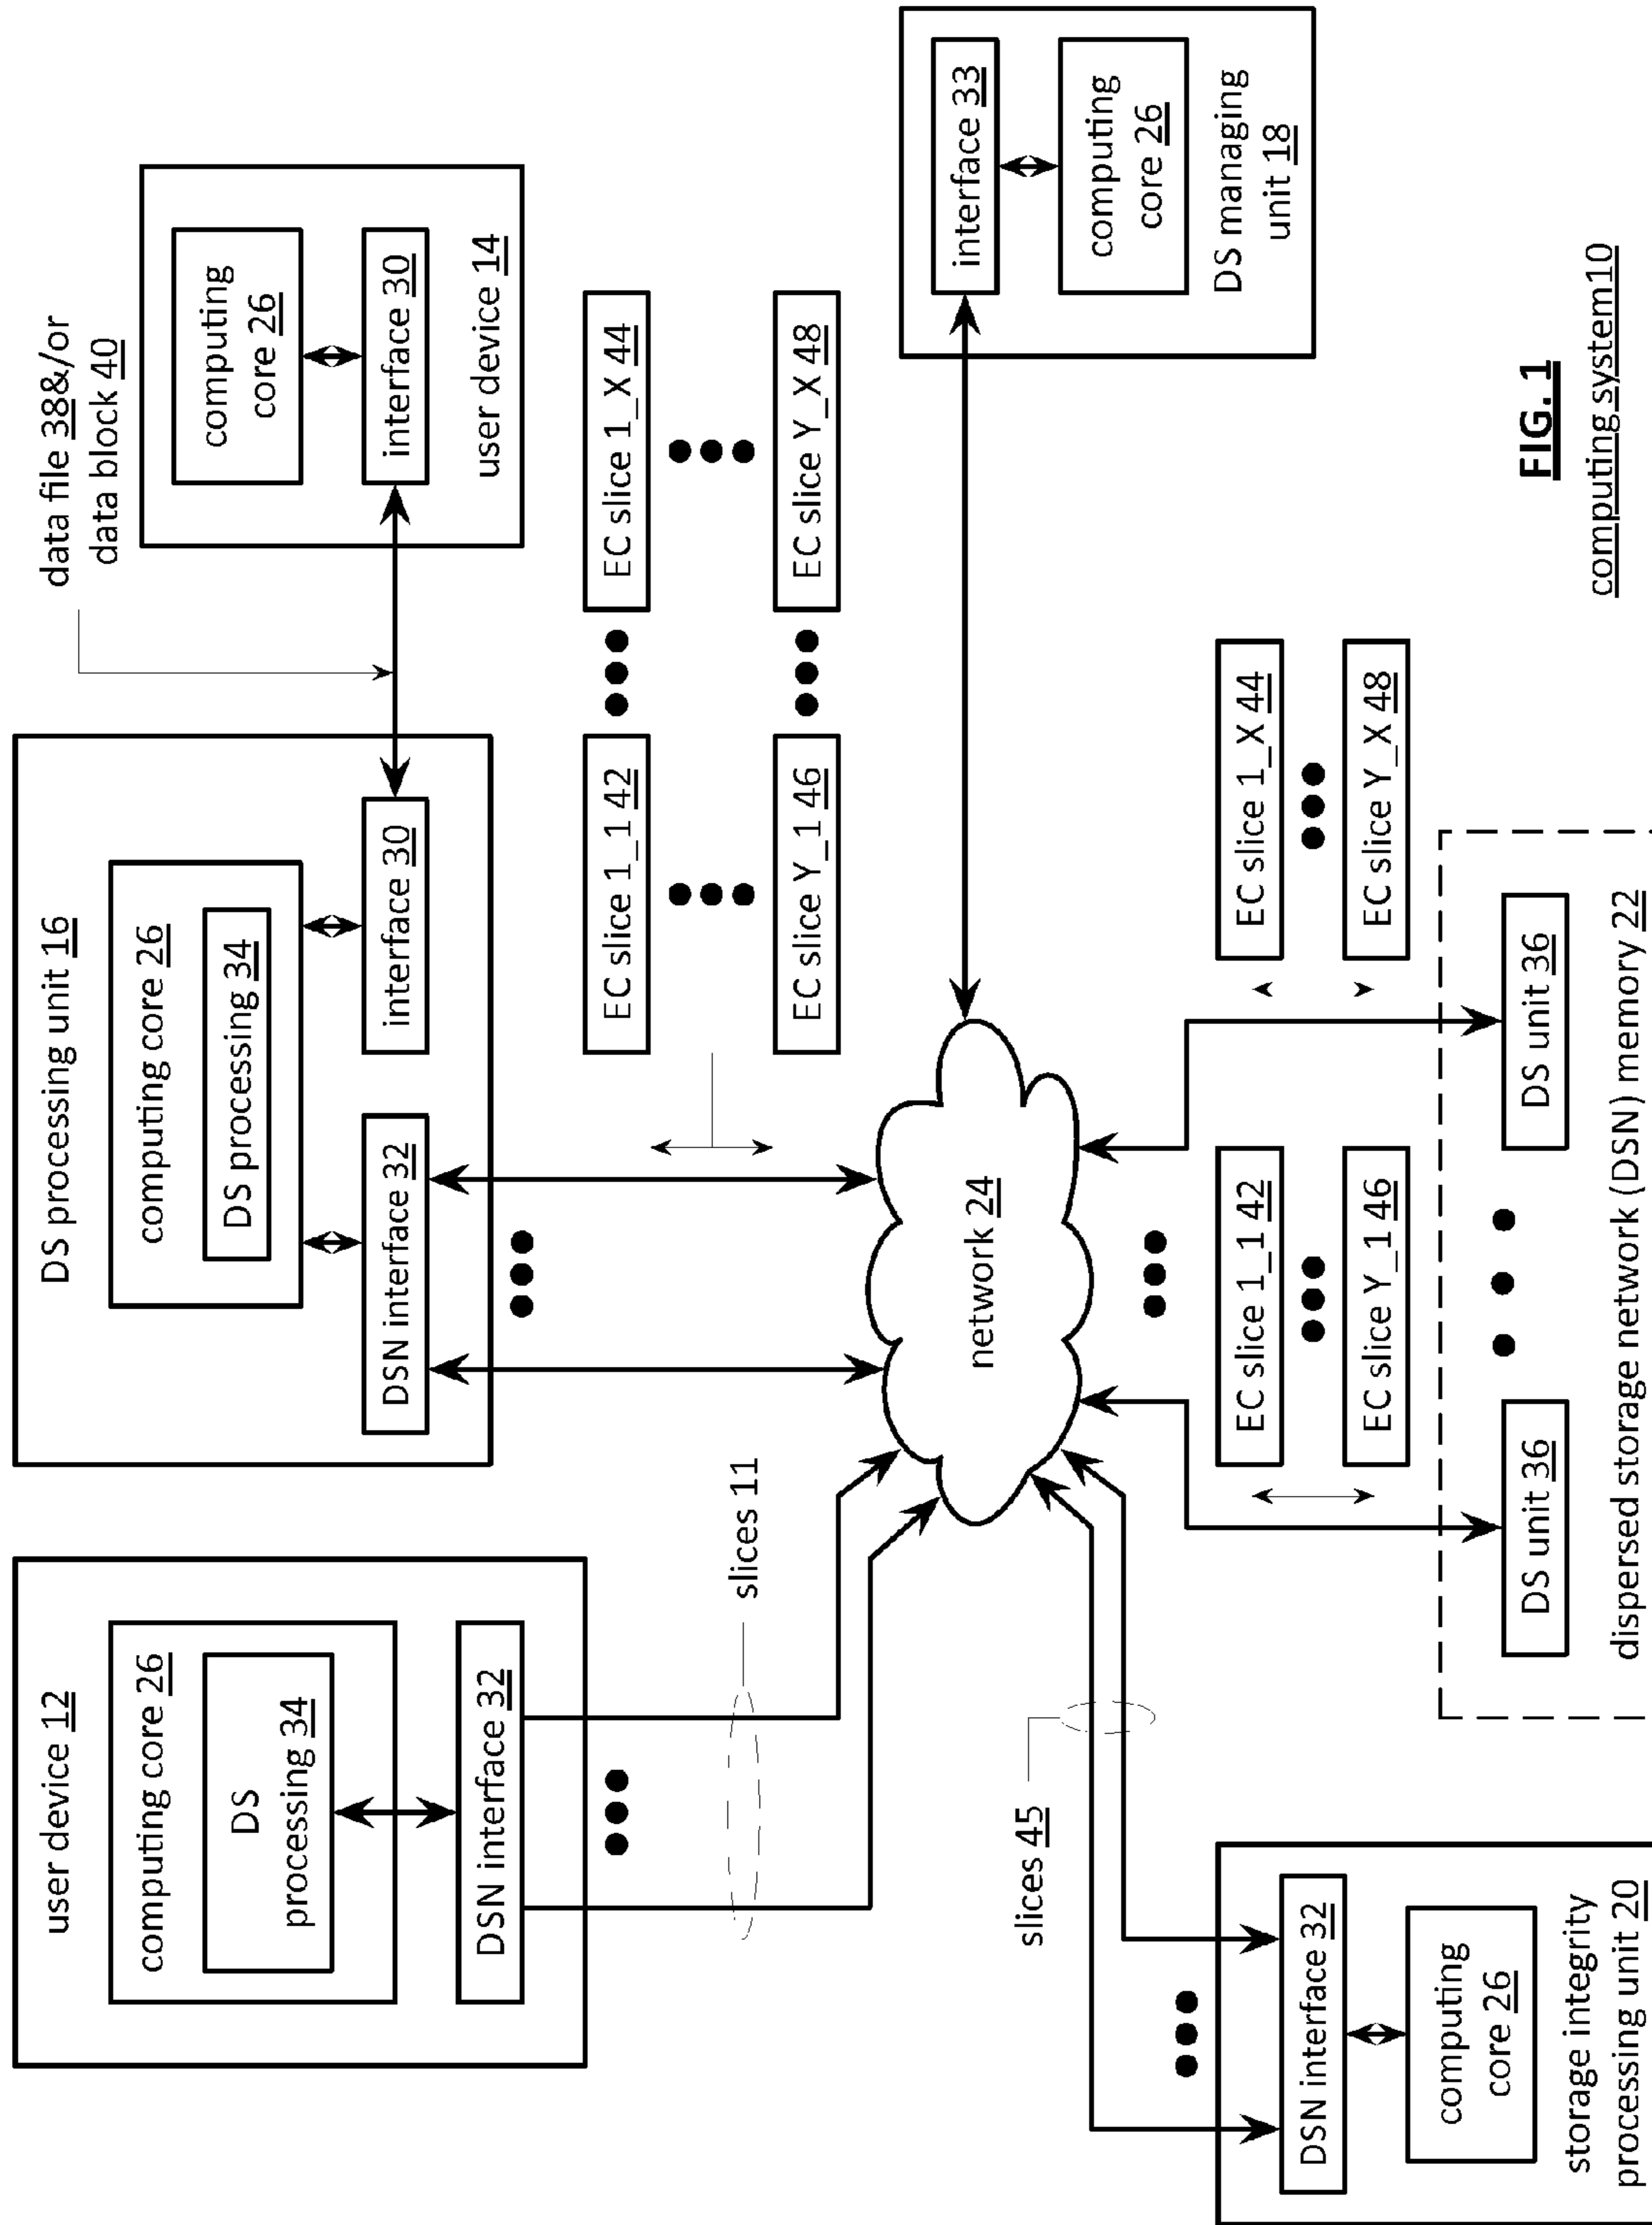 user device 12
computing core 26
DS
processing 34
DSN interface 32
slices 11
DS processing unit 16
computing core 26
DS processing 34
DSN interface 32
interface 30
data file 38&/or
data block 40
computing
core 26
interface 30
user device 14
EC slice 1_1 42
EC slice 1_X 44
EC slice Y_1 46
EC slice Y_X 48
network 24
interface 33
computing
core 26
DS managing
unit 18
slices 45
DSN interface 32
computing
core 26
storage integrity
processing unit 20
EC slice 1_1 42
EC slice Y_1 46
EC slice 1_X 44
EC slice Y_X 48
DS unit 36
DS unit 36
dispersed storage network (DSN) memory 22
FIG. 1
computing system10